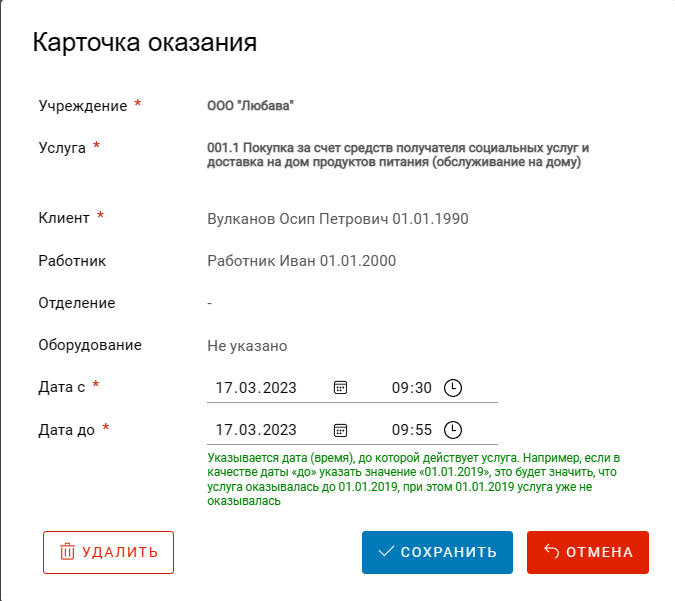 Карточка оказания
Учреждение * ООО "Любава"
Услуга * 001.1 Покупка за счет средств получателя социальных услуг и
доставка на дом продуктов питания (обслуживание на дому)
Клиент * Вулканов Осип Петрович 01.01.1990
Работник Работник Иван 01.01.2000
Отделение -
Оборудование Не указано
Дата с * 17.03.2023 09:30
Дата до * 17.03.2023 09:55
Указывается дата (время), до которой действует услуга. Например, если в
качестве даты «до» указать значение «01.01.2019», это будет значить, что
услуга оказывалась до 01.01.2019, при этом 01.01.2019 услуга уже не
оказывалась
УДАЛИТЬ СОХРАНИТЬ ОТМЕНА